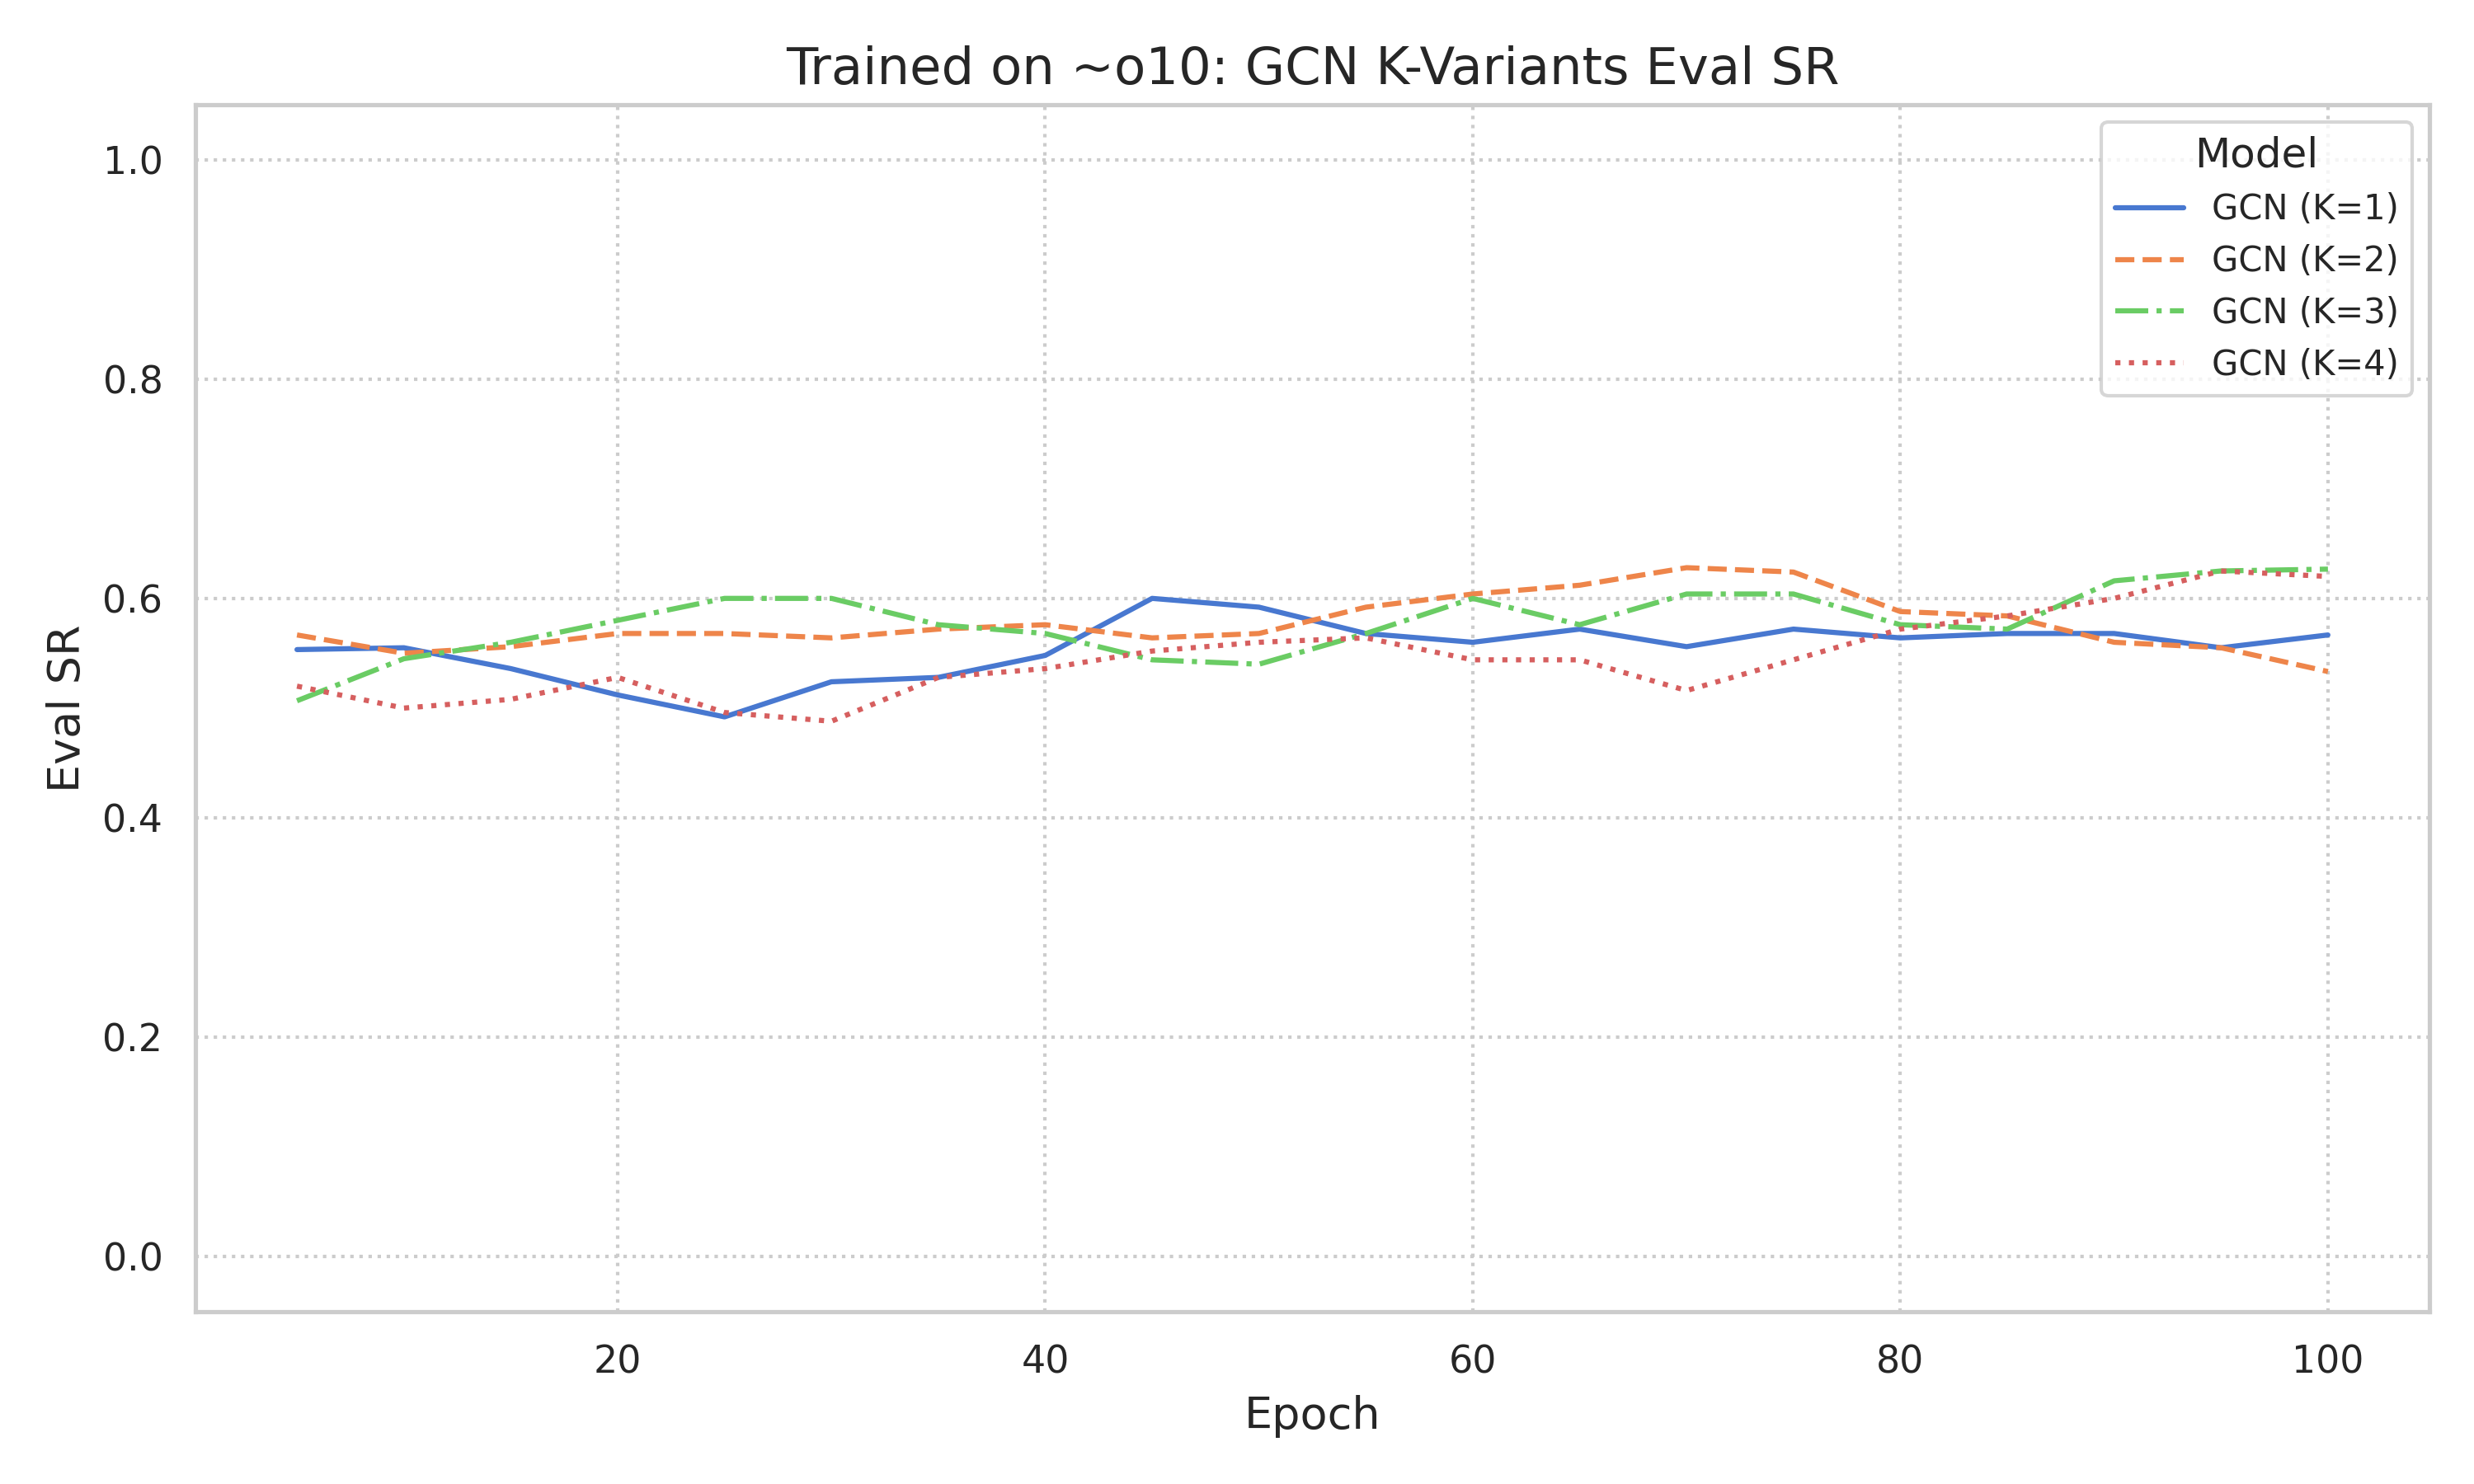 Trained on ~o10: GCN K-Variants Eval SR
Model
GCN (K=1)
GCN (K=2)
GCN (K=3)
GCN (K=4)
Eval SR
1.0
0.8
0.6
0.4
0.2
0.0
20 40 60 80 100
Epoch